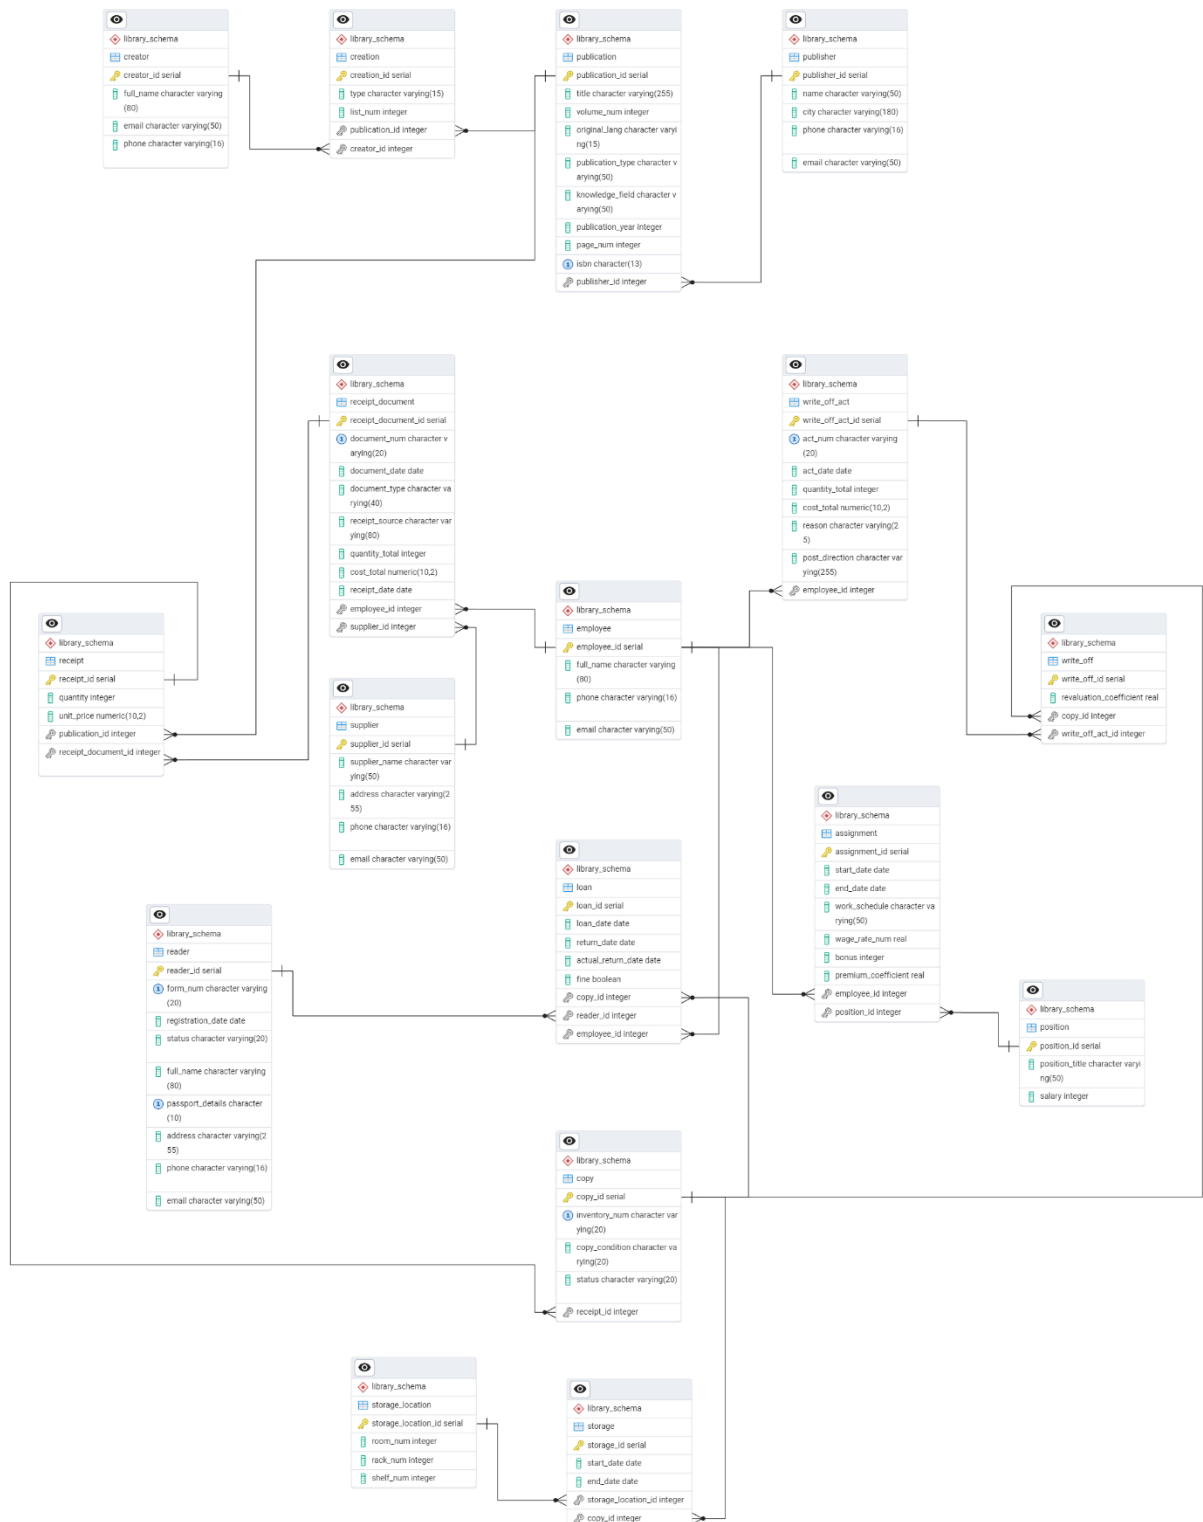 library_schema
creator
creator_id serial
full_name character varying
(80)
email character varying(50)
phone character varying(16)
library_schema
creation
creation_id serial
type character varying(15)
list_num integer
publication_id integer
creator_id integer
library_schema
publication
publication_id serial
title character varying(255)
volume_num integer
original_lang character varyi
ng(15)
publication_type character v
arying(50)
knowledge_field character v
arying(50)
publication_year integer
page_num integer
isbn character(13)
publisher_id integer
library_schema
publisher
publisher_id serial
name character varying(50)
city character varying(180)
phone character varying(16)
email character varying(50)
library_schema
receipt_document
receipt_document_id serial
document_num character v
arying(20)
document_date date
document_type character va
rying(40)
receipt_source character var
ying(80)
quantity_total integer
cost_total numeric(10,2)
receipt_date date
employee_id integer
supplier_id integer
library_schema
write_off_act
write_off_act_id serial
act_num character varying
(20)
act_date date
quantity_total integer
cost_total numeric(10,2)
reason character varying(2
5)
post_direction character var
ying(255)
employee_id integer
library_schema
employee
employee_id serial
full_name character varying
(80)
phone character varying(16)
email character varying(50)
library_schema
receipt
receipt_id serial
quantity integer
unit_price numeric(10,2)
publication_id integer
receipt_document_id integer
library_schema
write_off
write_off_id serial
revaluation_coefficient real
copy_id integer
write_off_act_id integer
library_schema
supplier
supplier_id serial
supplier_name character var
ying(50)
address character varying(2
55)
phone character varying(16)
email character varying(50)
library_schema
assignment
assignment_id serial
start_date date
end_date date
work_schedule character va
rying(50)
wage_rate_num real
bonus integer
premium_coefficient real
employee_id integer
position_id integer
library_schema
loan
loan_id serial
loan_date date
return_date date
actual_return_date date
fine boolean
copy_id integer
reader_id integer
employee_id integer
library_schema
reader
reader_id serial
form_num character varying
(20)
registration_date date
status character varying(20)
full_name character varying
(80)
passport_details character
(10)
address character varying(2
55)
phone character varying(16)
email character varying(50)
library_schema
position
position_id serial
position_title character varyi
ng(50)
salary integer
library_schema
copy
copy_id serial
inventory_num character var
ying(20)
copy_condition character va
rying(20)
status character varying(20)
receipt_id integer
library_schema
storage_location
storage_location_id serial
room_num integer
rack_num integer
shelf_num integer
library_schema
storage
storage_id serial
start_date date
end_date date
storage_location_id integer
copy_id integer